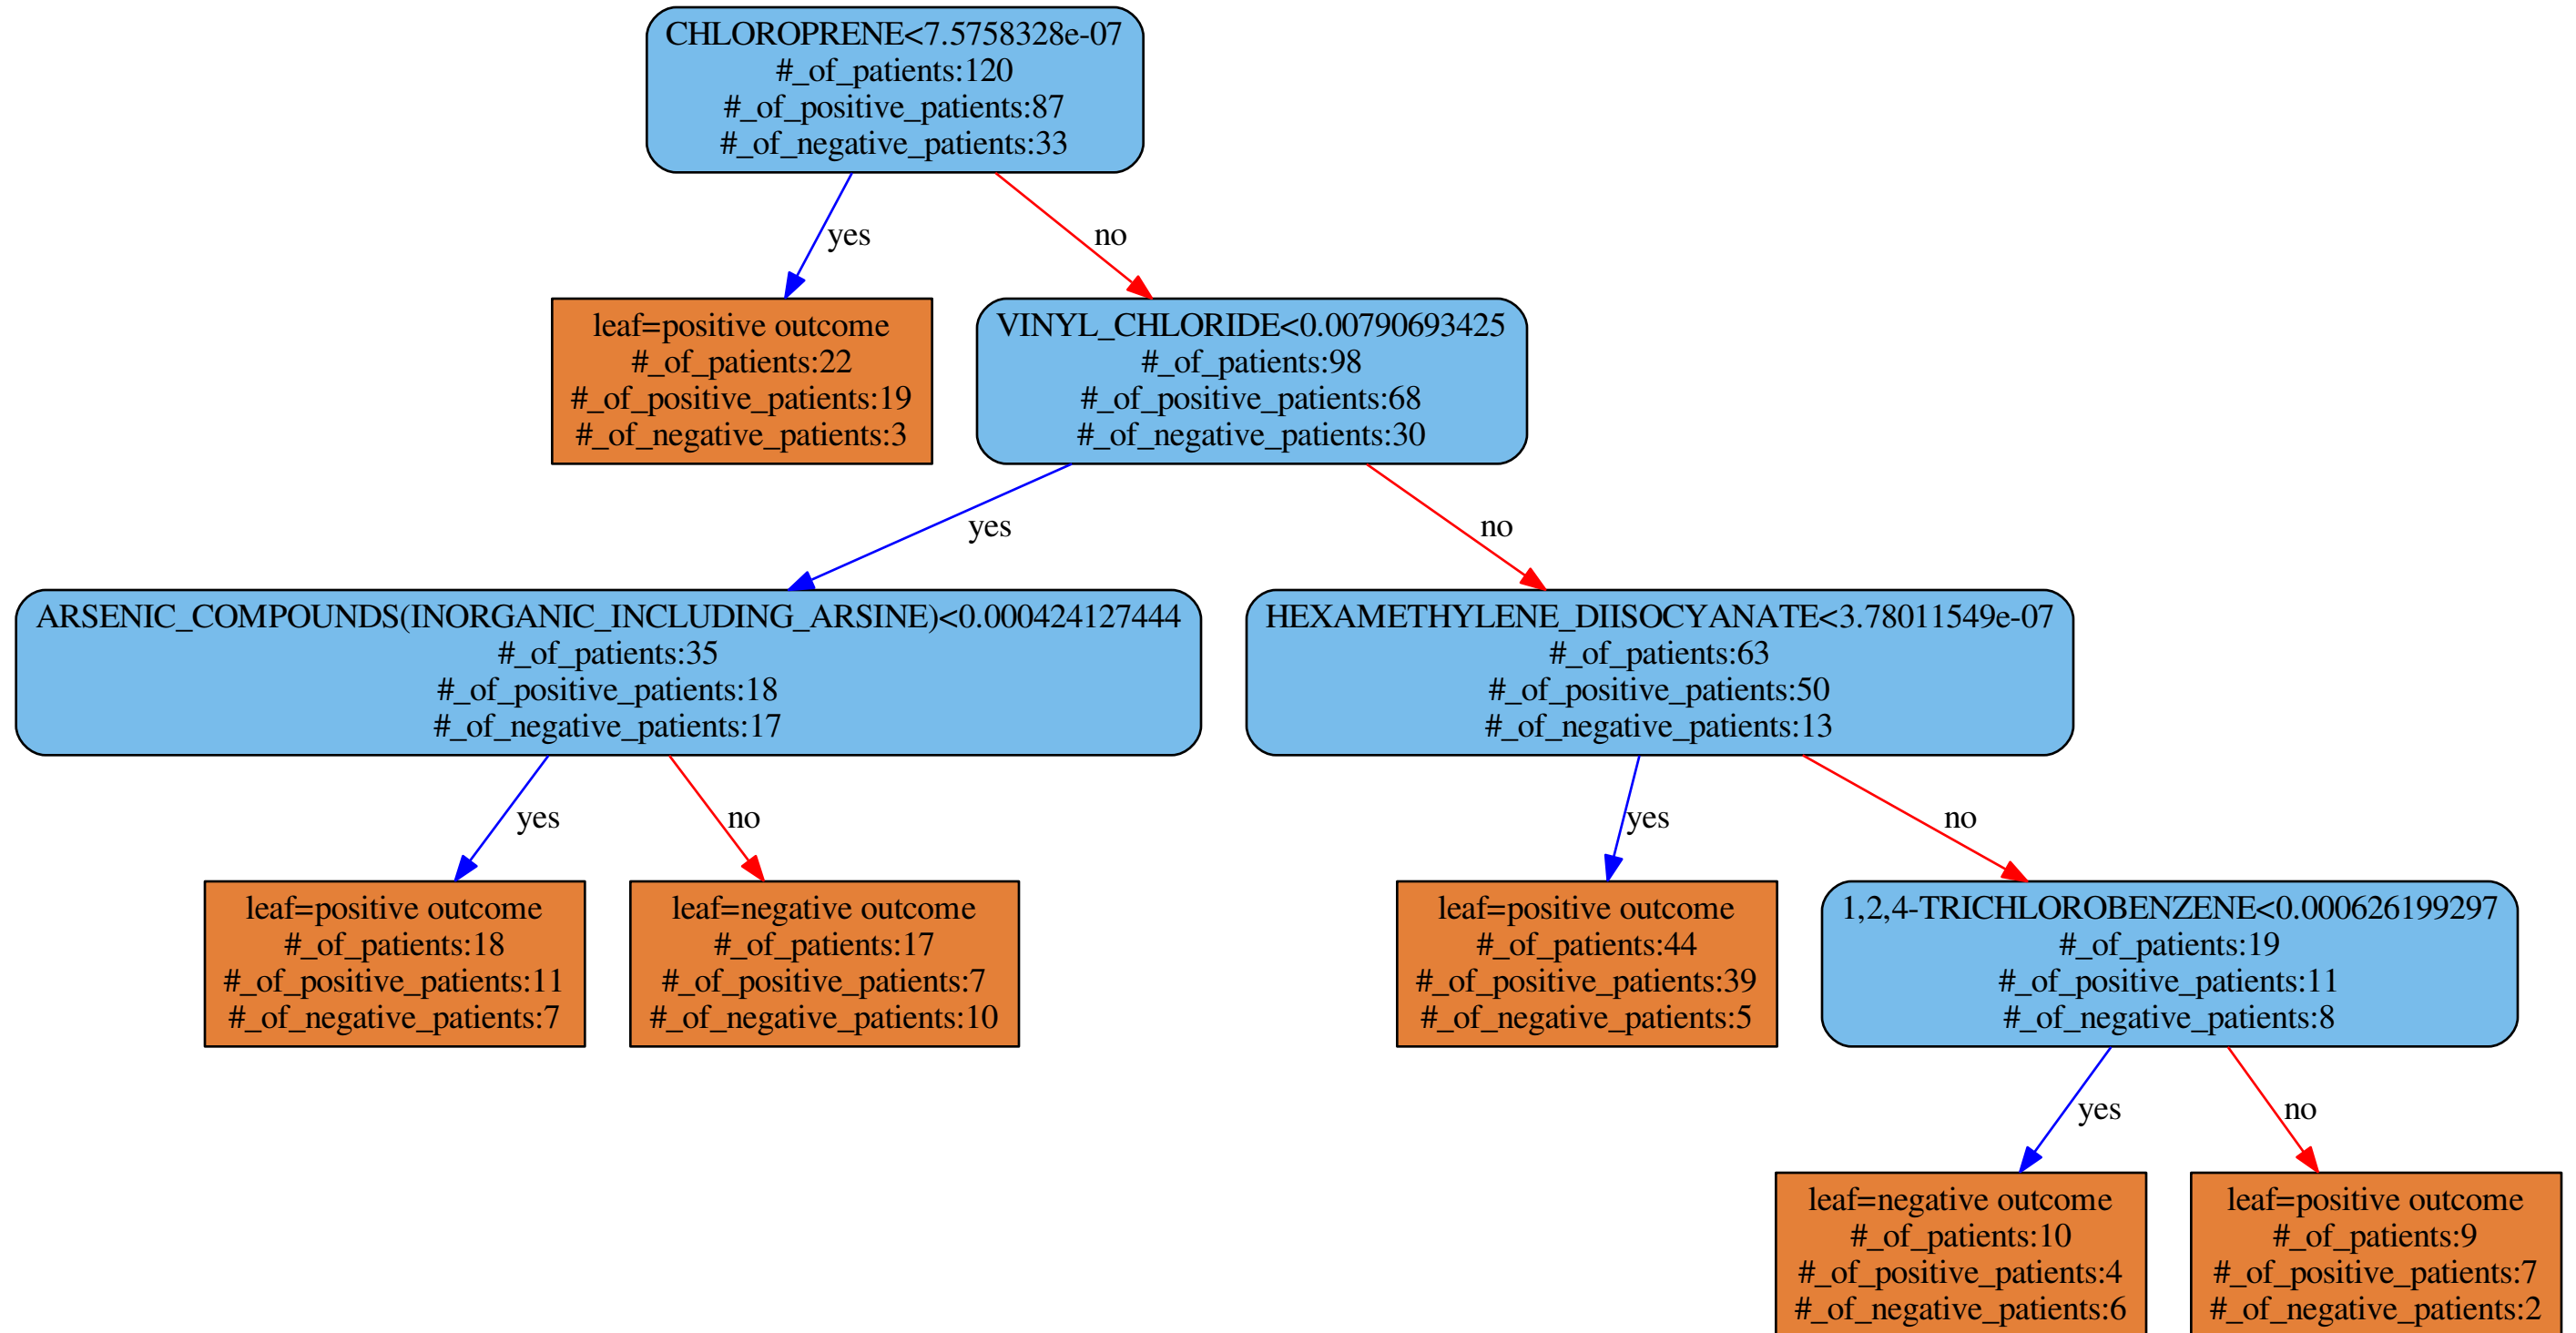 CHLOROPRENE<7.5758328e-07
#_of_patients:120
#_of_positive_patients:87
#_of_negative_patients:33
yes
no
leaf=positive outcome
#_of_patients:22
#_of_positive_patients:19
#_of_negative_patients:3
VINYL_CHLORIDE<0.00790693425
#_of_patients:98
#_of_positive_patients:68
#_of_negative_patients:30
yes
no
ARSENIC_COMPOUNDS(INORGANIC_INCLUDING_ARSINE)<0.000424127444
#_of_patients:35
#_of_positive_patients:18
#_of_negative_patients:17
HEXAMETHYLENE_DIISOCYANATE<3.78011549e-07
#_of_patients:63
#_of_positive_patients:50
#_of_negative_patients:13
yes
no
yes
no
leaf=positive outcome
#_of_patients:18
#_of_positive_patients:11
#_of_negative_patients:7
leaf=negative outcome
#_of_patients:17
#_of_positive_patients:7
#_of_negative_patients:10
leaf=positive outcome
#_of_patients:44
#_of_positive_patients:39
#_of_negative_patients:5
1,2,4-TRICHLOROBENZENE<0.000626199297
#_of_patients:19
#_of_positive_patients:11
#_of_negative_patients:8
yes
no
leaf=negative outcome
#_of_patients:10
#_of_positive_patients:4
#_of_negative_patients:6
leaf=positive outcome
#_of_patients:9
#_of_positive_patients:7
#_of_negative_patients:2